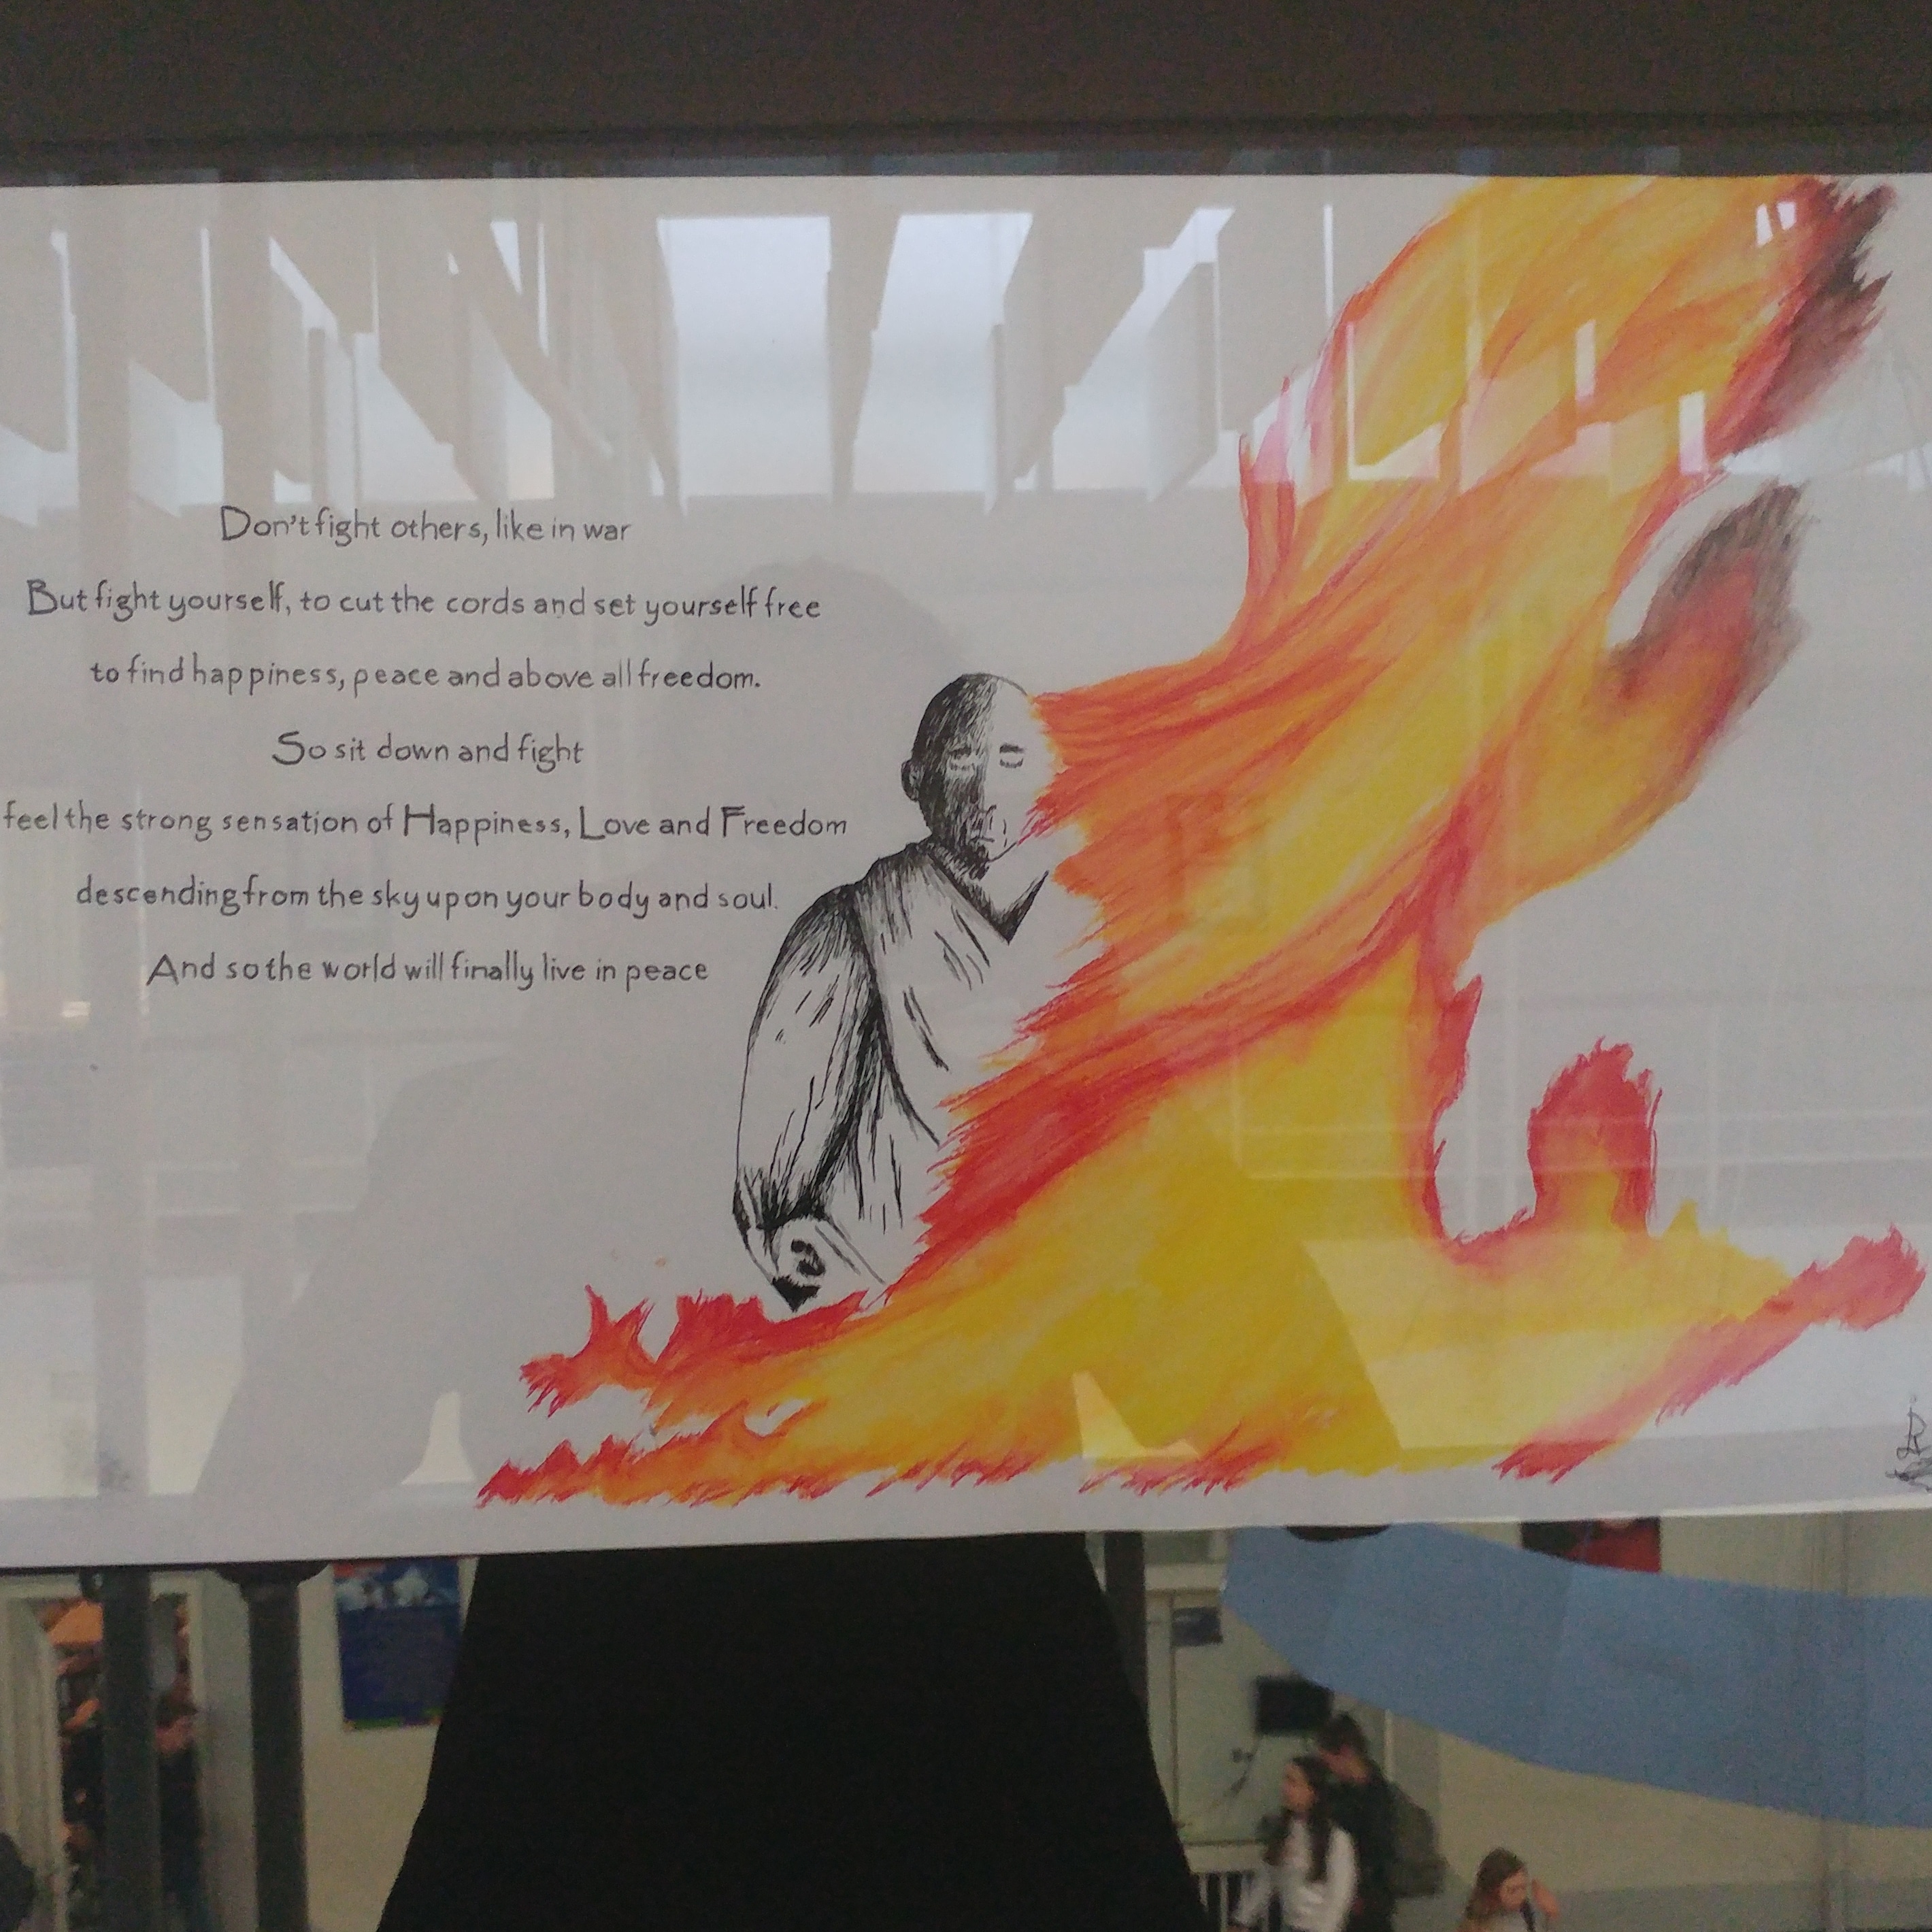 Don't fight others, like in war
But fight yourself, to cut the cords and set yourself free
to find happiness, peace and above all freedom.
So sit down and fight
feel the strong sensation of Happiness, Love and Freedom
descending from the sky upon your body and soul.
And so the world will finally live in peace